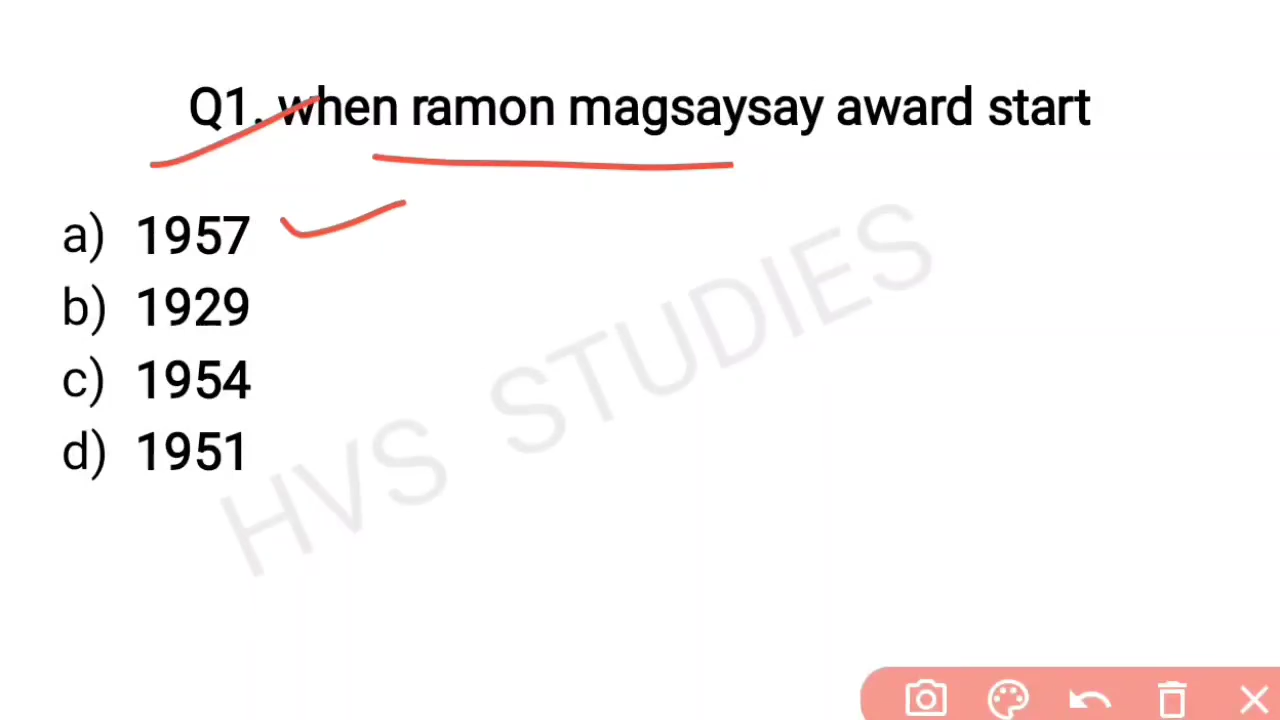 Q1. when ramon magsaysay award start
a) 1957
b) 1929
c) 1954
d) 1951
HVS STUDIES